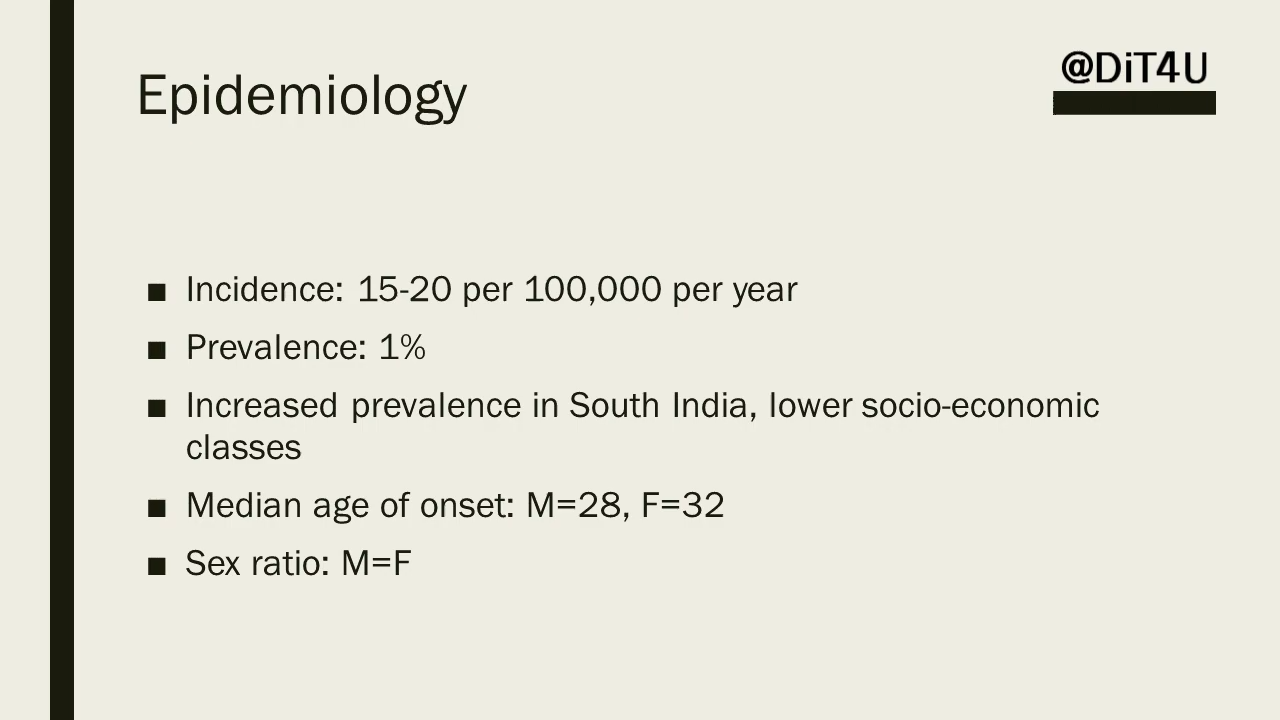 Epidemiology
@DiT4U
■ Incidence: 15-20 per 100,000 per year
■ Prevalence: 1%
■ Increased prevalence in South India, lower socio-economic
classes
■ Median age of onset: M=28, F=32
■ Sex ratio: M=F